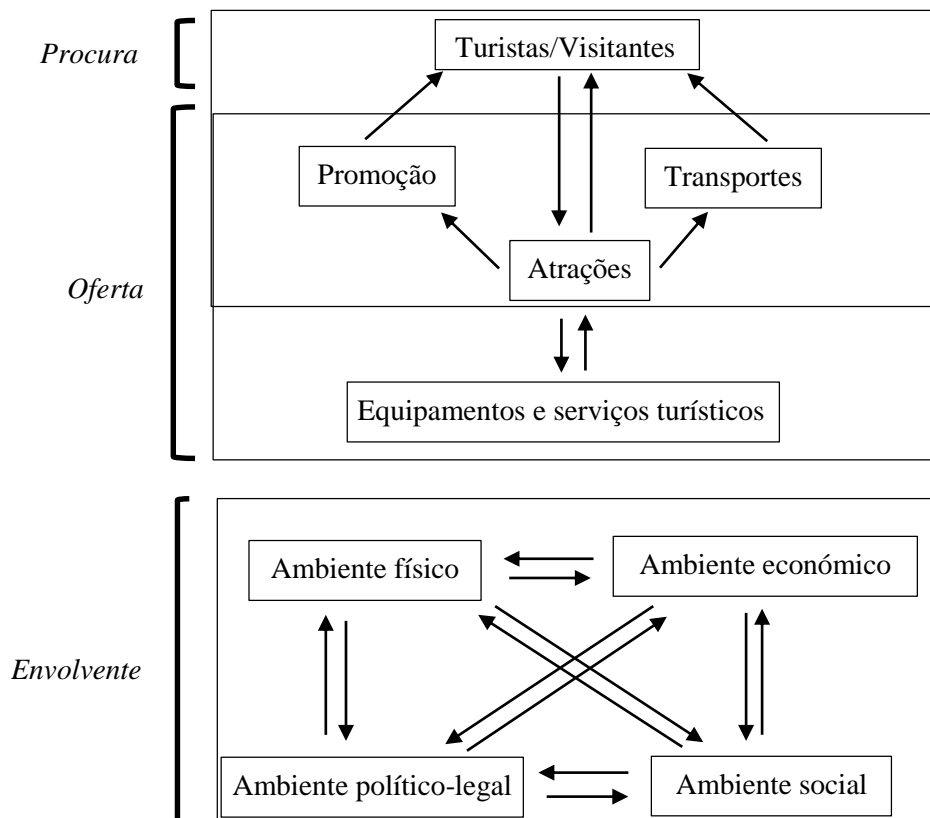 Procura
Turistas/Visitantes
Promoção
Transportes
Oferta
Atrações
Equipamentos e serviços turísticos
Ambiente físico
Ambiente económico
Envolvente
Ambiente político-legal
Ambiente social